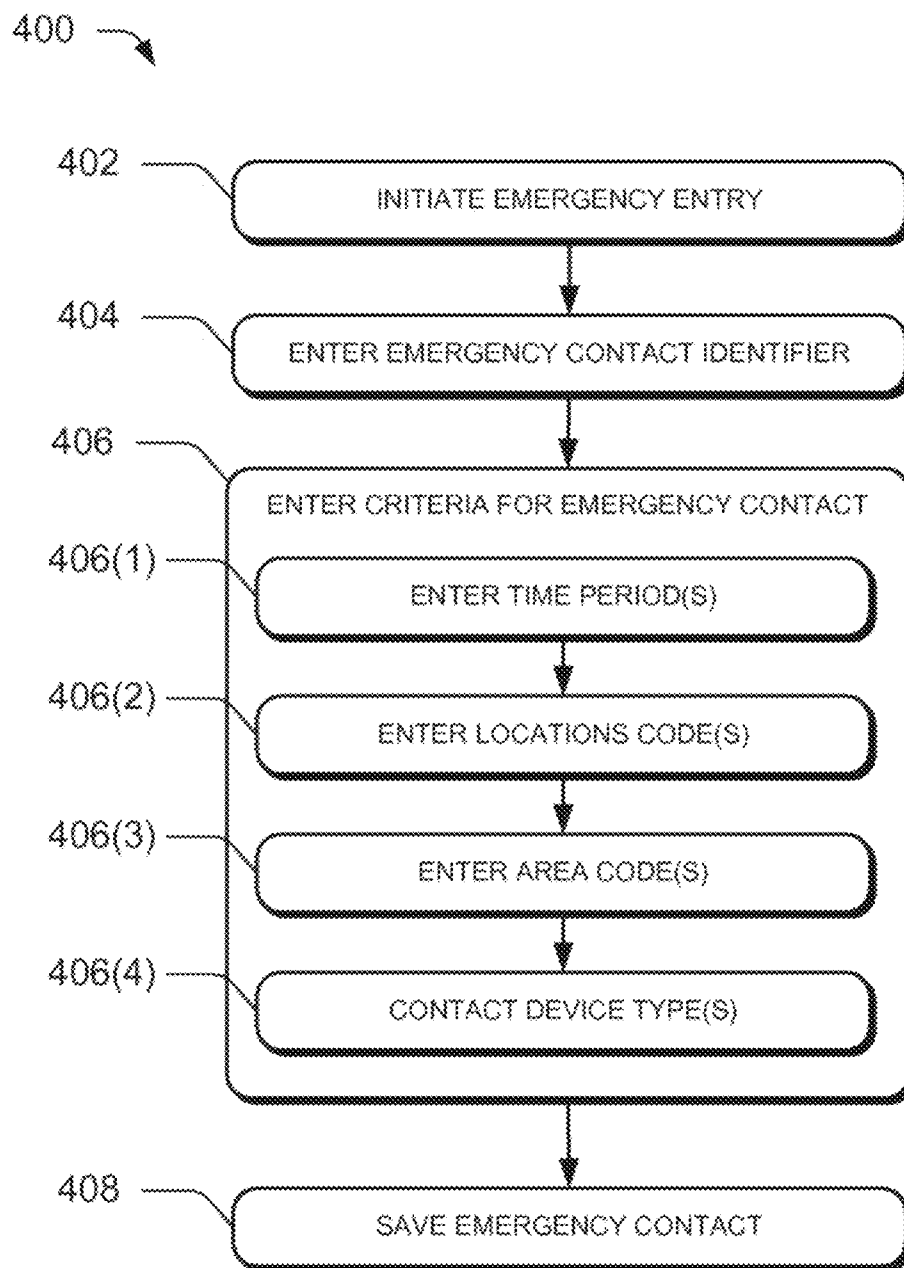 400
402
INITIATE EMERGENCY ENTRY
404
ENTER EMERGENCY CONTACT IDENTIFIER
406
ENTER CRITERIA FOR EMERGENCY CONTACT
406(1)
ENTER TIME PERIOD(S)
406(2)
ENTER LOCATIONS CODE(S)
406(3)
ENTER AREA CODE(S)
406(4)
CONTACT DEVICE TYPE(S)
408
SAVE EMERGENCY CONTACT